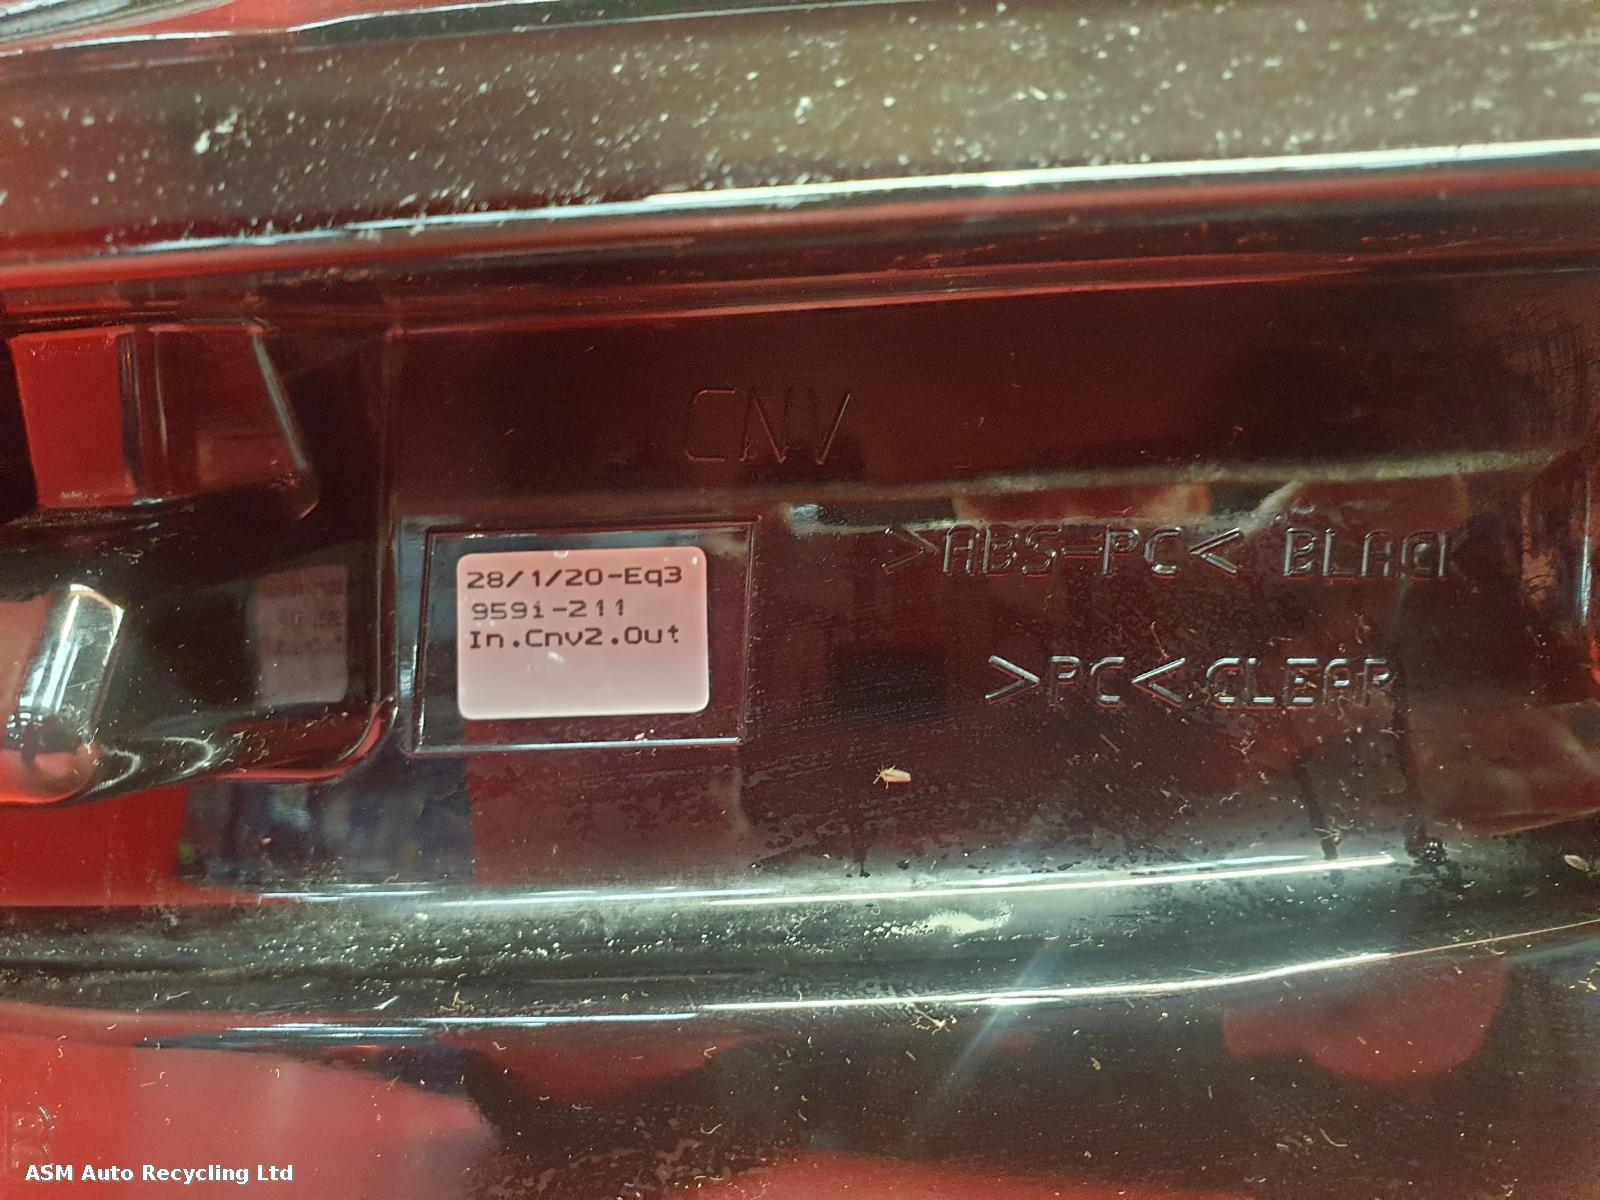 CNV
>ABS-PC< BLACK
28/1/20-Eq3
959i-211
In.Cnv2.Out
>PC< CLEAR
ASM Auto Recycling Ltd